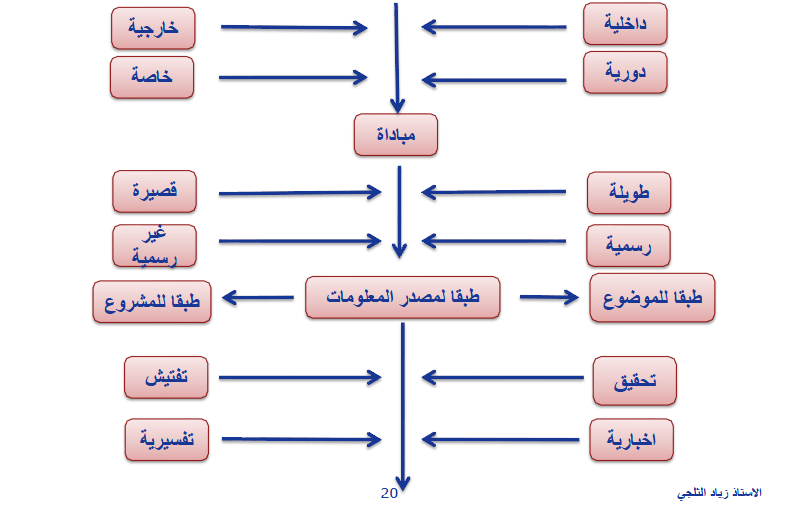 داخلية
خارجية
دورية
خاصة
مباداة
طويلة
قصيرة
رسمية
غير
رسمية
طبقا للموضوع
طبقا لمصدر المعلومات
طبقا للمشروع
تحقيق
تفتيش
اخبارية
تفسيرية
الاستاذ زياد الثلجي
20